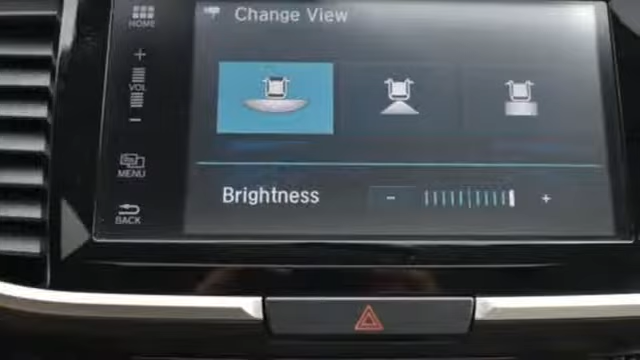 HOME
Change View
+
VOL
-
MENU
Brightness - +
BACK